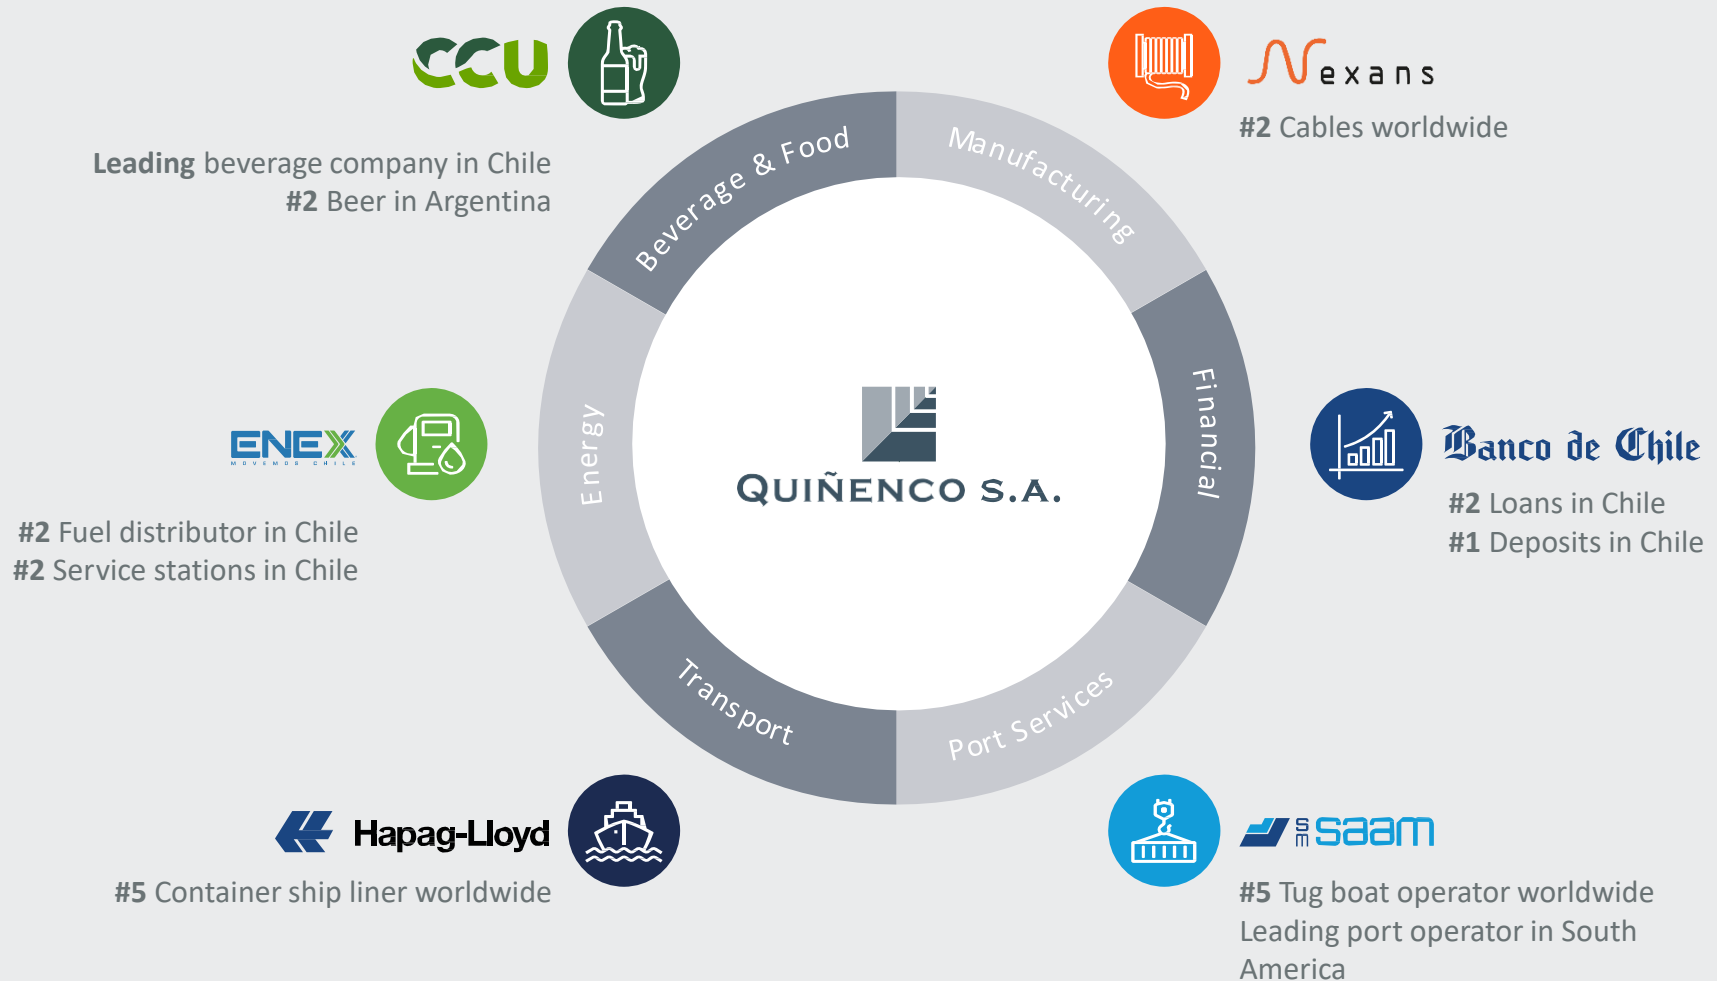 CCU
Leading beverage company in Chile
#2 Beer in Argentina
Nexans
#2 Cables worldwide
Beverage & Food
Manufacturing
Energy
Financial
Transport
Port Services
QUIÑENCO S.A.
ENEX
MOVEMOS CHILE
#2 Fuel distributor in Chile
#2 Service stations in Chile
Banco de Chile
#2 Loans in Chile
#1 Deposits in Chile
Hapag-Lloyd
#5 Container ship liner worldwide
SM saam
#5 Tug boat operator worldwide
Leading port operator in South
America